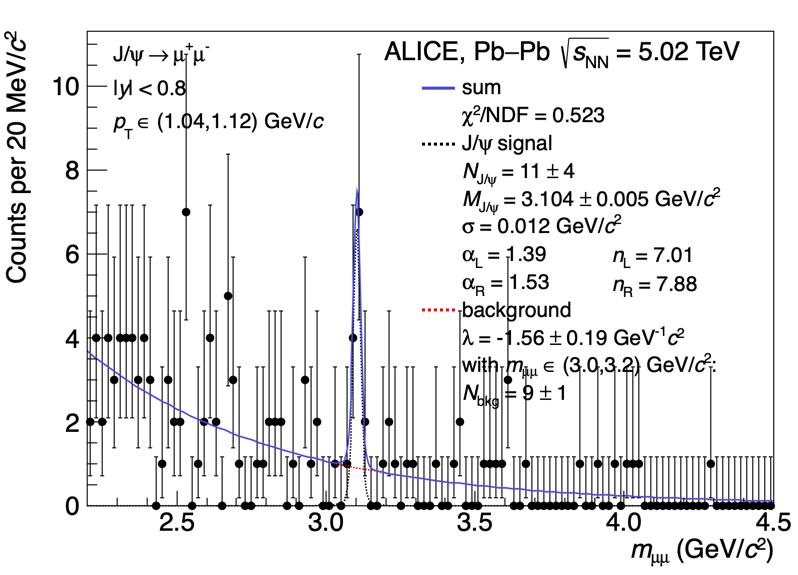 ALICE, Pb–Pb √sNN = 5.02 TeV
J/ψ → μ⁺μ⁻
|y| < 0.8
pT ∈ (1.04,1.12) GeV/c
sum
χ²/NDF = 0.523
J/ψ signal
NJ/ψ = 11 ± 4
MJ/ψ = 3.104 ± 0.005 GeV/c²
σ = 0.012 GeV/c²
αL = 1.39 nL = 7.01
αR = 1.53 nR = 7.88
background
λ = -1.56 ± 0.19 GeV⁻¹c²
with mμμ ∈ (3.0,3.2) GeV/c²:
Nbkg = 9 ± 1
Counts per 20 MeV/c²
10
8
6
4
2
0
2.5 3.0 3.5 4.0 4.5
mμμ (GeV/c²)